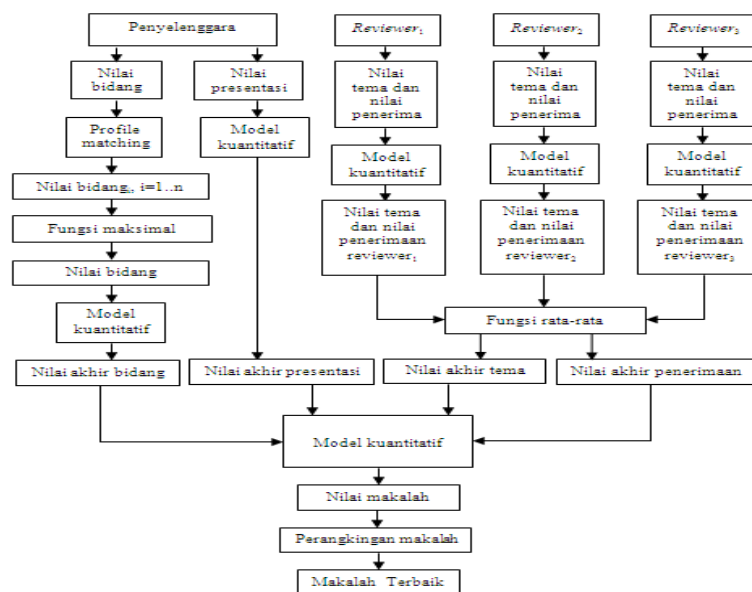 Penyelenggara
Reviewer₁
Reviewer₂
Reviewer₃
Nilai
bidang
Nilai
presentasi
Nilai
tema dan
nilai
penerima
Nilai
tema dan
nilai
penerima
Nilai
tema dan
nilai
penerima
Profile
matching
Model
kuantitatif
Model
kuantitatif
Model
kuantitatif
Model
kuantitatif
Nilai bidangᵢ, i=1..n
Nilai tema
dan nilai
penerimaan
reviewer₁
Nilai tema
dan nilai
penerimaan
reviewer₂
Nilai tema
dan nilai
penerimaan
reviewer₃
Fungsi maksimal
Nilai bidang
Model
kuantitatif
Fungsi rata-rata
Nilai akhir bidang
Nilai akhir presentasi
Nilai akhir tema
Nilai akhir penerimaan
Model kuantitatif
Nilai makalah
Perangkingan makalah
Makalah Terbaik